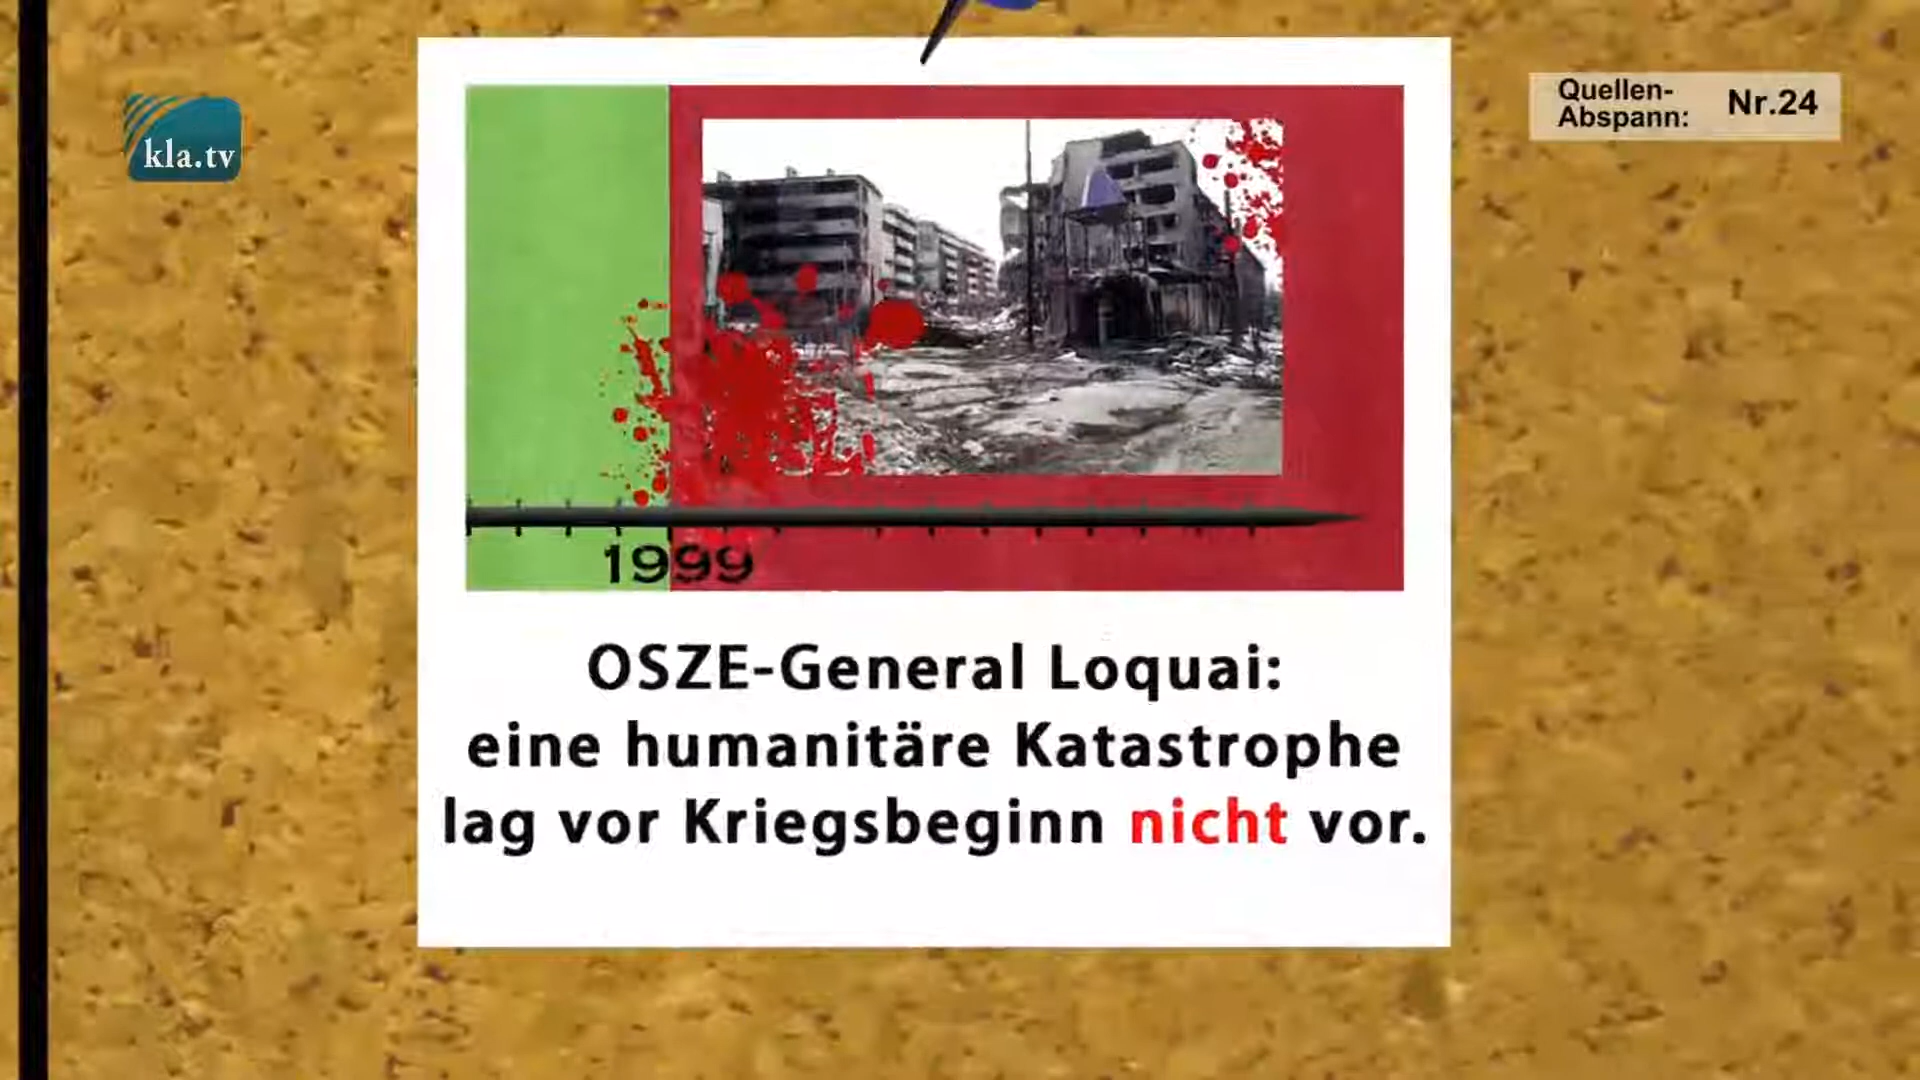 kla.tv
Quellen-
Abspann: Nr.24
1999
OSZE-General Loquai:
eine humanitäre Katastrophe
lag vor Kriegsbeginn nicht vor.